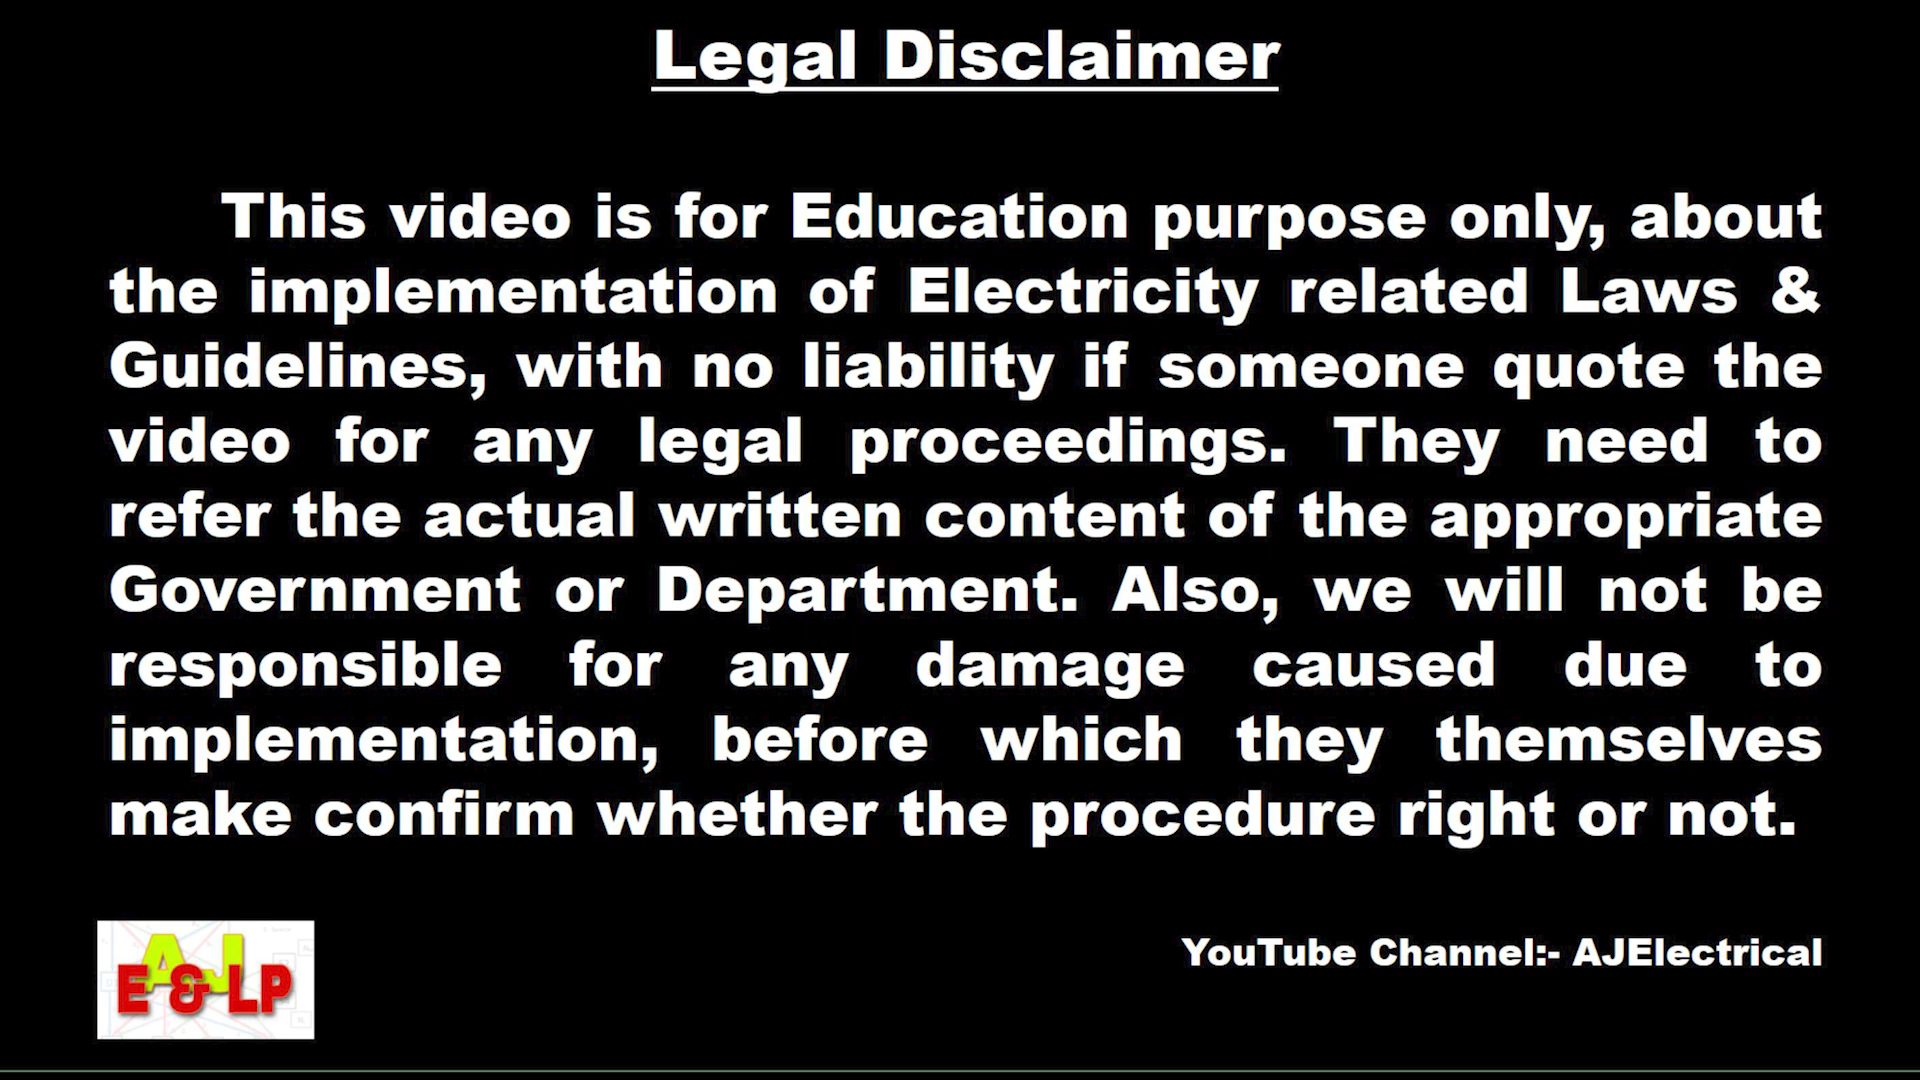 Legal Disclaimer
This video is for Education purpose only, about
the implementation of Electricity related Laws &
Guidelines, with no liability if someone quote the
video for any legal proceedings. They need to
refer the actual written content of the appropriate
Government or Department. Also, we will not be
responsible for any damage caused due to
implementation, before which they themselves
make confirm whether the procedure right or not.
AJ
E & LP
YouTube Channel:- AJElectrical